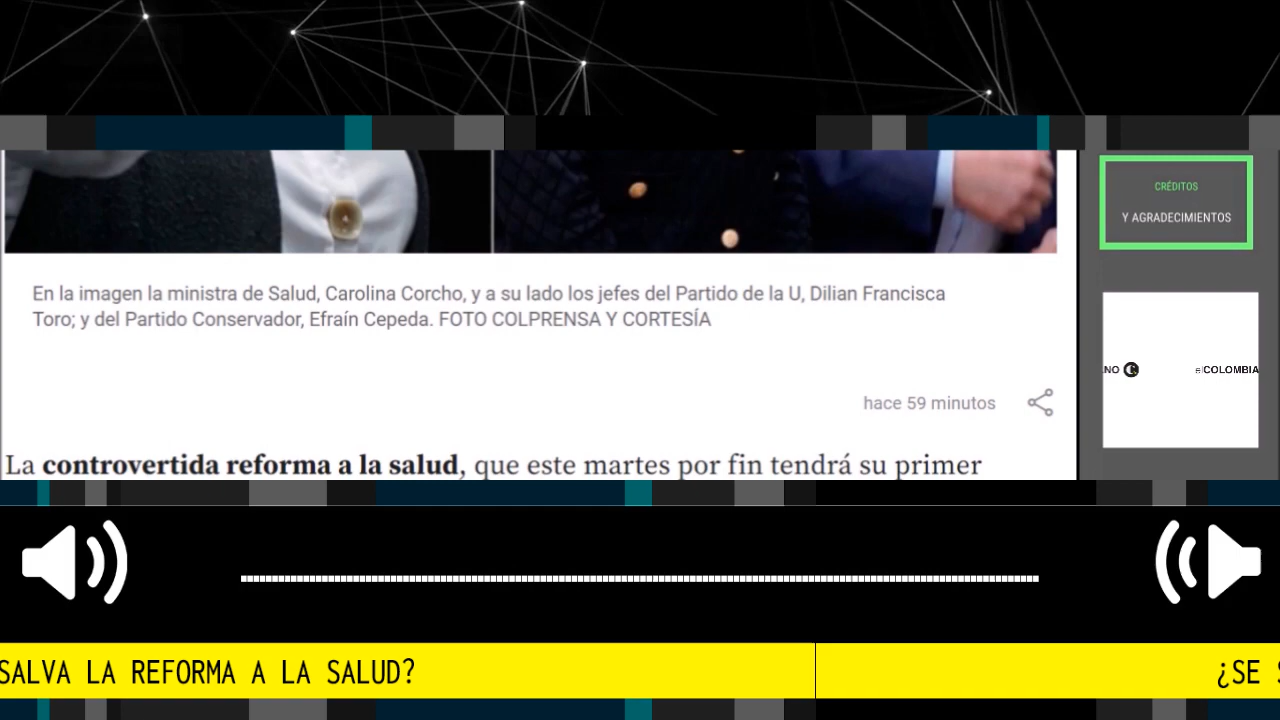 CRÉDITOS
Y AGRADECIMIENTOS
En la imagen la ministra de Salud, Carolina Corcho, y a su lado los jefes del Partido de la U, Dilian Francisca
Toro; y del Partido Conservador, Efraín Cepeda. FOTO COLPRENSA Y CORTESÍA
NO C el COLOMBIA
hace 59 minutos
La controvertida reforma a la salud, que este martes por fin tendrá su primer
SALVA LA REFORMA A LA SALUD? ¿SE